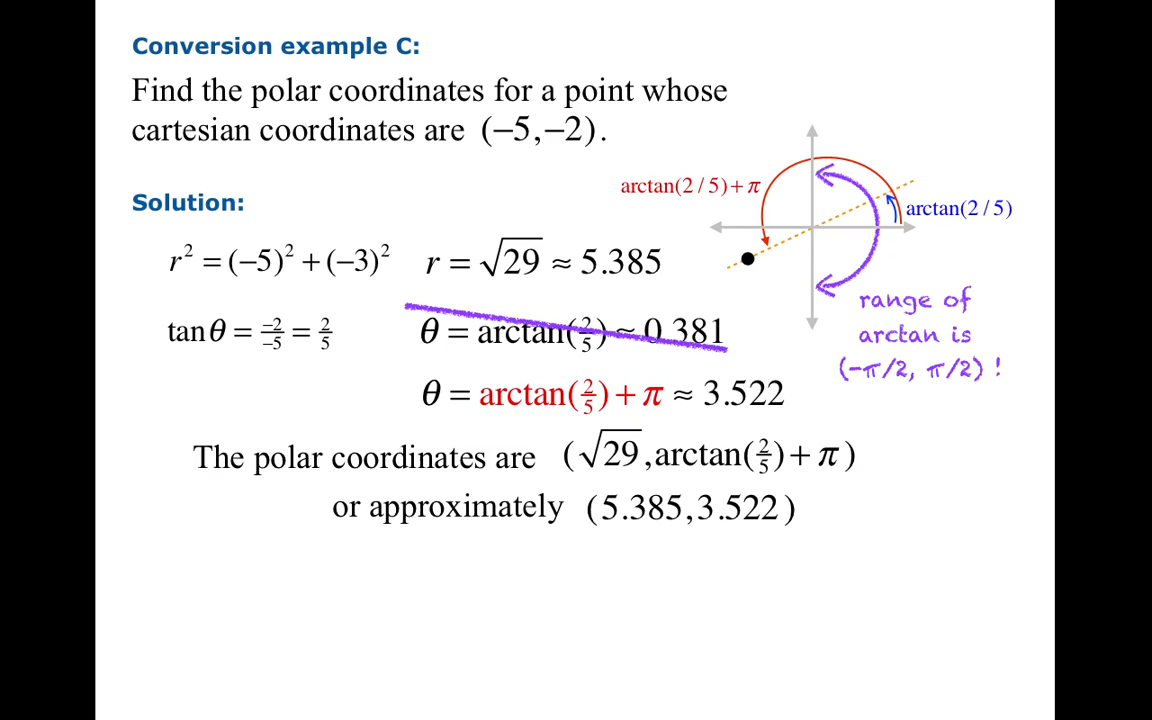 Conversion example C:
Find the polar coordinates for a point whose
cartesian coordinates are (−5,−2).
arctan(2/5)+π
arctan(2/5)
Solution:
r² = (−5)² + (−3)² r = √29 ≈ 5.385
range of
arctan is
(-π/2, π/2) !
tanθ = −2/−5 = 2/5 θ = arctan(2/5) ≈ 0.381
θ = arctan(2/5) + π ≈ 3.522
The polar coordinates are (√29, arctan(2/5) + π)
or approximately (5.385, 3.522)